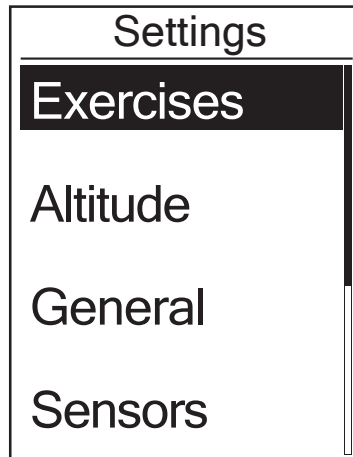 Settings
Exercises
Altitude
General
Sensors